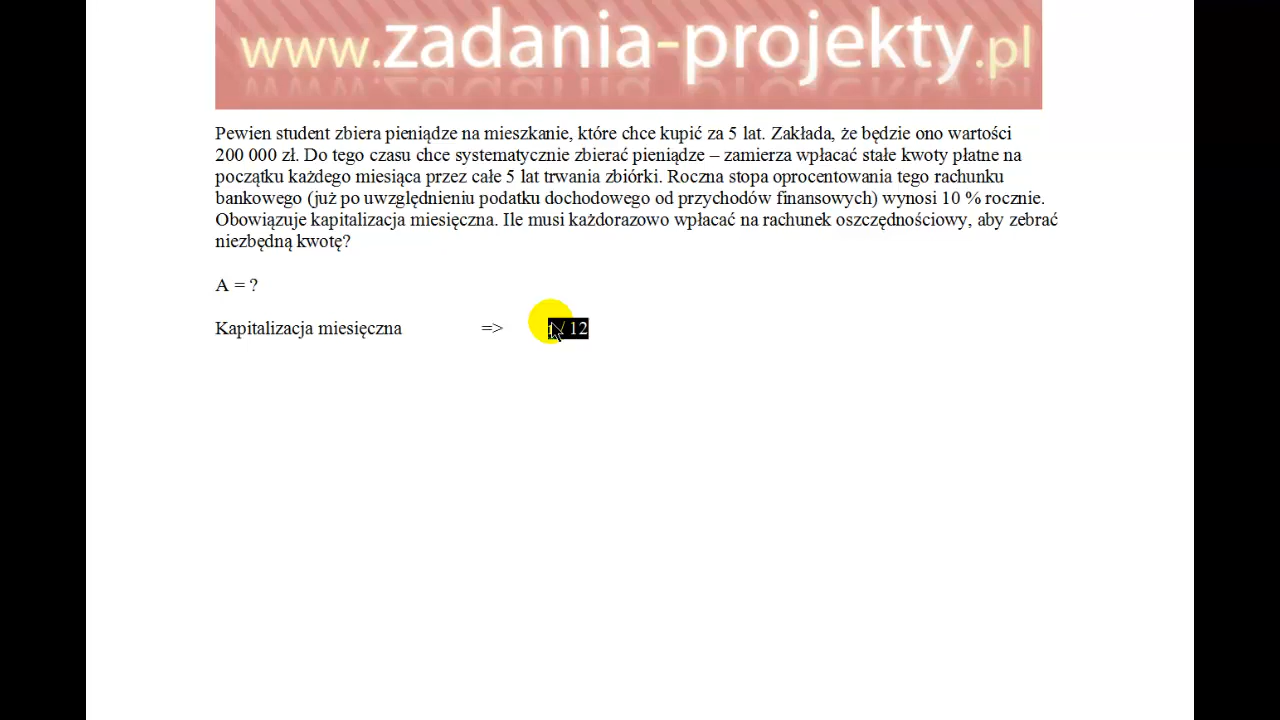 www.zadania-projekty.pl
Pewien student zbiera pieniądze na mieszkanie, które chce kupić za 5 lat. Zakłada, że będzie ono wartości
200 000 zł. Do tego czasu chce systematycznie zbierać pieniądze – zamierza wpłacać stałe kwoty płatne na
początku każdego miesiąca przez całe 5 lat trwania zbiórki. Roczna stopa oprocentowania tego rachunku
bankowego (już po uwzględnieniu podatku dochodowego od przychodów finansowych) wynosi 10 % rocznie.
Obowiązuje kapitalizacja miesięczna. Ile musi każdorazowo wpłacać na rachunek oszczędnościowy, aby zebrać
niezbędną kwotę?
A = ?
Kapitalizacja miesięczna => / 12